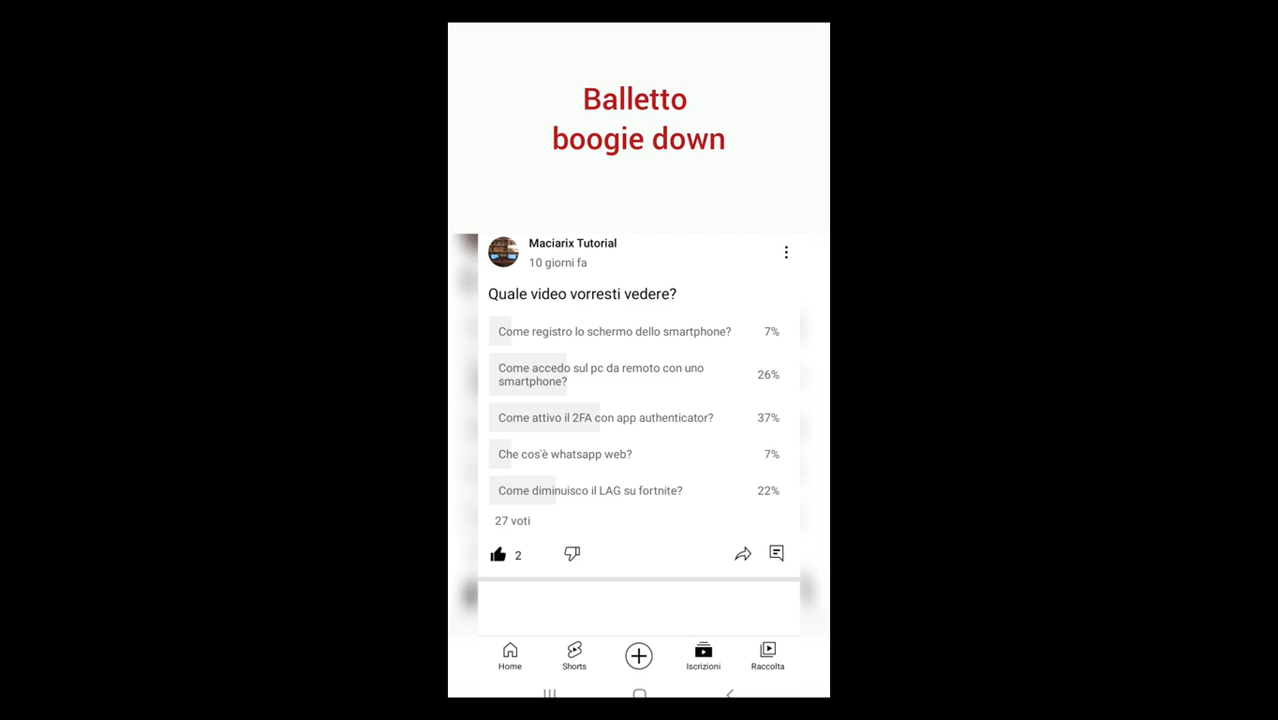 Balletto
boogie down
Maciarix Tutorial
10 giorni fa
Quale video vorresti vedere?
Come registro lo schermo dello smartphone? 7%
Come accedo sul pc da remoto con uno
smartphone? 26%
Come attivo il 2FA con app authenticator? 37%
Che cos'è whatsapp web? 7%
Come diminuisco il LAG su fortnite? 22%
27 voti
2
Home Shorts Iscrizioni Raccolta